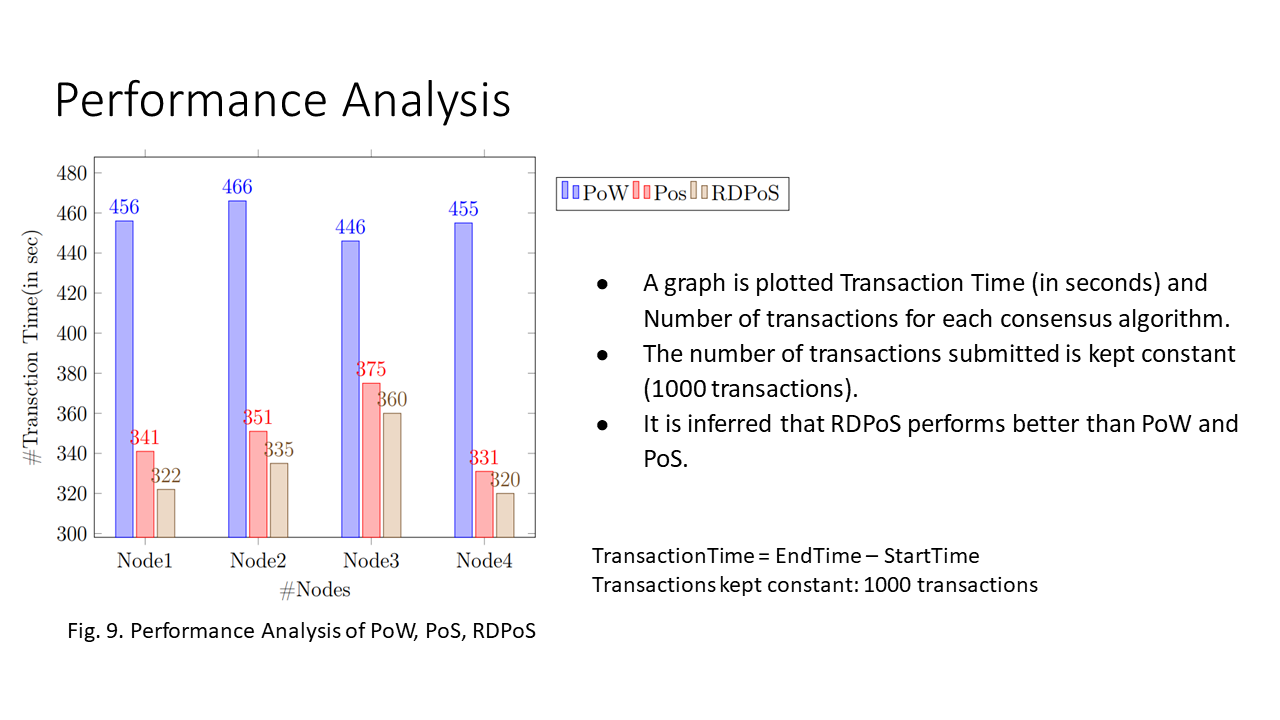 Performance Analysis
480
460
440
420
400
380
360
340
320
300
#Transction Time(in sec)
456
466
446
455
341
351
375
331
322
335
360
320
Node1 Node2 Node3 Node4
#Nodes
Fig. 9. Performance Analysis of PoW, PoS, RDPoS
PoW Pos RDPoS
● A graph is plotted Transaction Time (in seconds) and
Number of transactions for each consensus algorithm.
● The number of transactions submitted is kept constant
(1000 transactions).
● It is inferred that RDPoS performs better than PoW and
PoS.
TransactionTime = EndTime – StartTime
Transactions kept constant: 1000 transactions